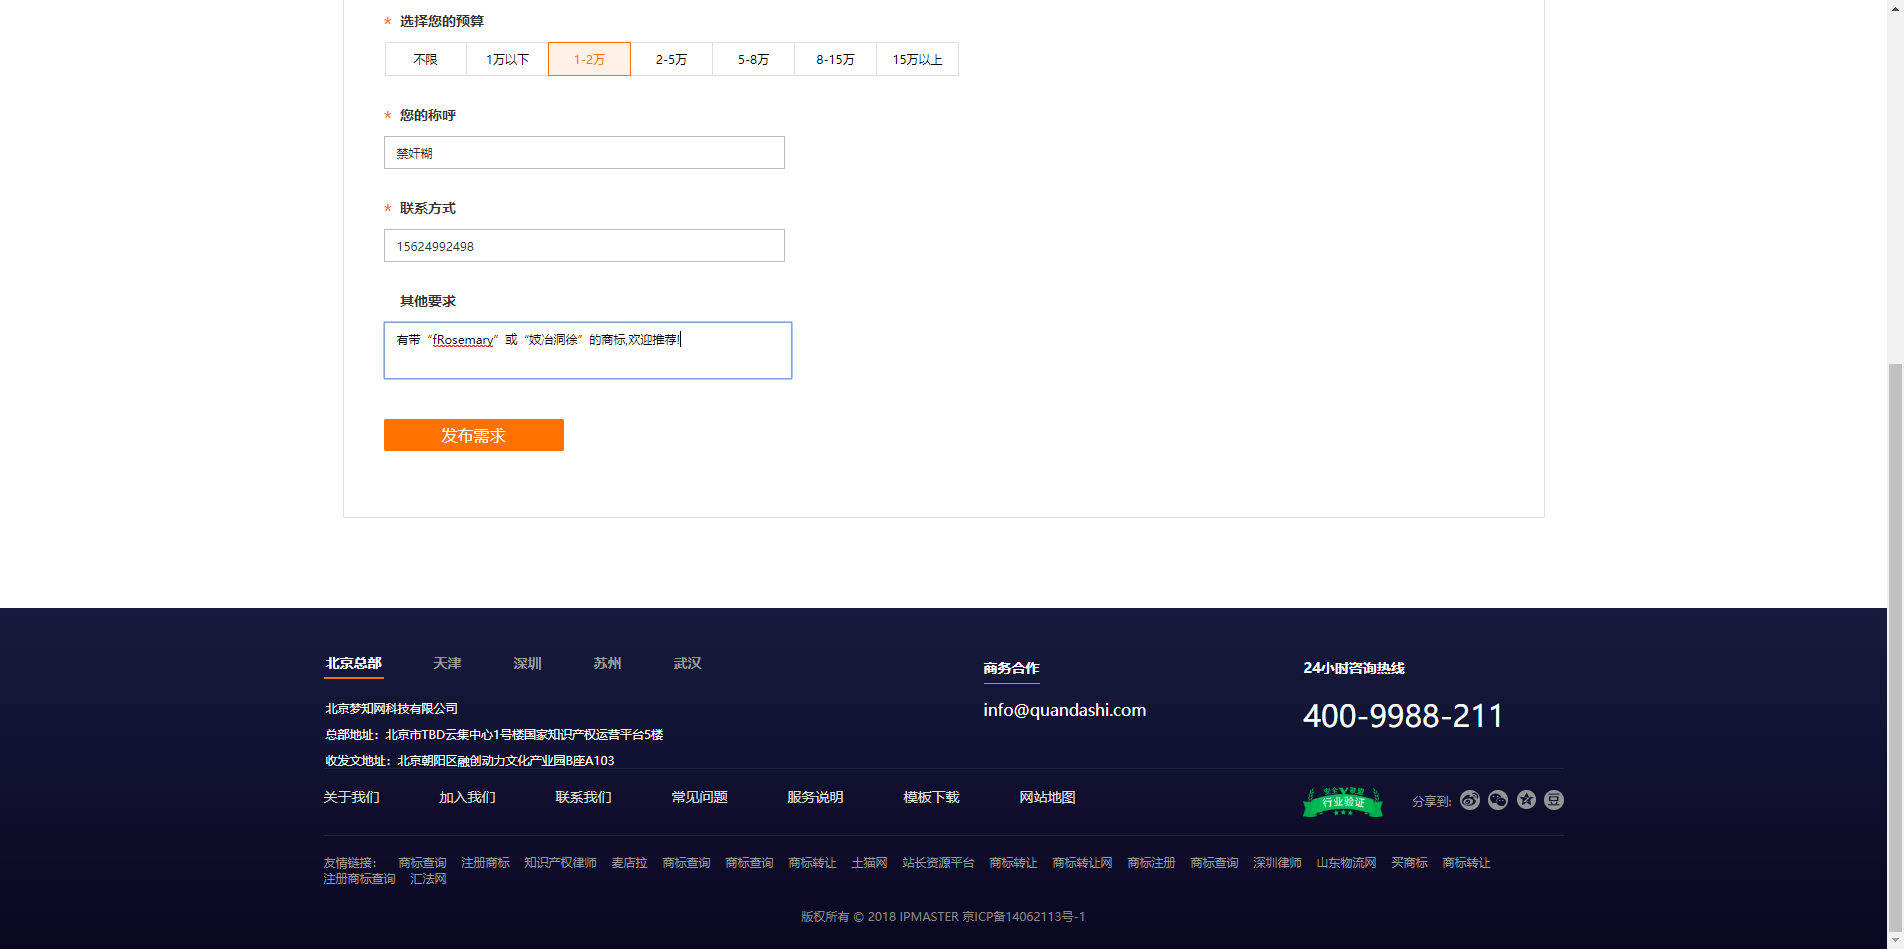 * 选择您的预算
不限 1万以下 1-2万 2-5万 5-8万 8-15万 15万以上
* 您的称呼
禁奸糊
* 联系方式
15624992498
其他要求
有带“fRosemary”或“妓冶洞徐”的商标,欢迎推荐!
发布需求
北京总部 天津 深圳 苏州 武汉
北京梦知网科技有限公司
总部地址：北京市TBD云集中心1号楼国家知识产权运营平台5楼
收发文地址：北京朝阳区融创动力文化产业园B座A103
商务合作
info@quandashi.com
24小时咨询热线
400-9988-211
关于我们 加入我们 联系我们 常见问题 服务说明 模板下载 网站地图
安全联盟
行业验证
分享到: 豆
友情链接： 商标查询 注册商标 知识产权律师 麦店拉 商标查询 商标查询 商标转让 土猫网 站长资源平台 商标转让 商标转让网 商标注册 商标查询 深圳律师 山东物流网 买商标 商标转让
注册商标查询 汇法网
版权所有 © 2018 IPMASTER 京ICP备14062113号-1